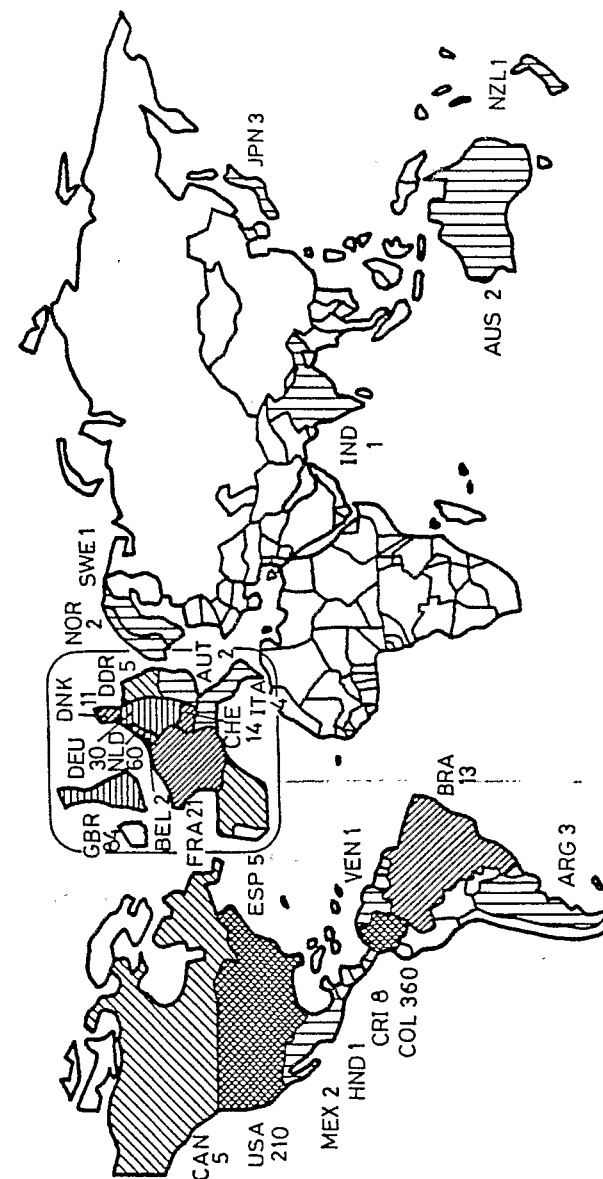 CAN
5
USA
210
MEX 2
HND 1
CRI 8
COL 360
VEN 1
BRA
13
ARG 3
ESP 5
GBR
84
BEL 2
FRA 21
DEU
30
NLD
60
DNK
11
DDR
5
CHE
14
ITA
4
AUT
2
NOR
2
SWE 1
IND
1
JPN 3
AUS 2
NZL 1